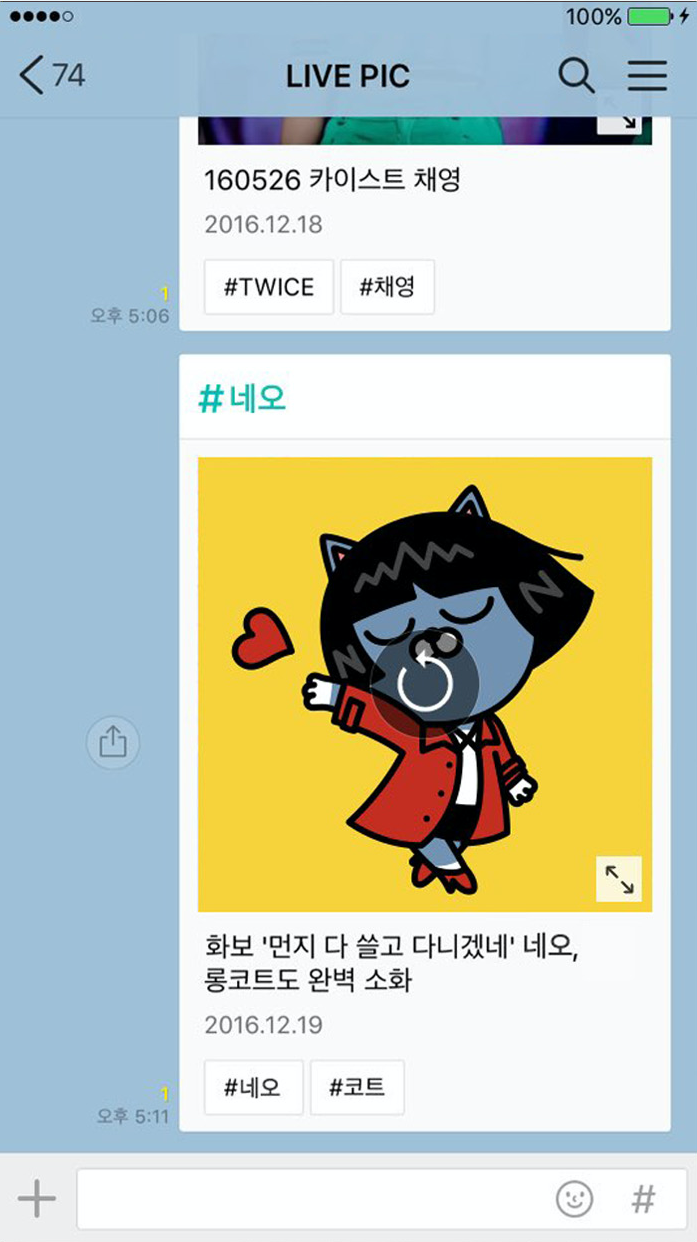 100%
74
LIVE PIC
160526 카이스트 채영
2016.12.18
#TWICE #채영
1
오후 5:06
#네오
화보 '먼지 다 쓸고 다니겠네' 네오,
롱코트도 완벽 소화
2016.12.19
#네오 #코트
1
오후 5:11
#